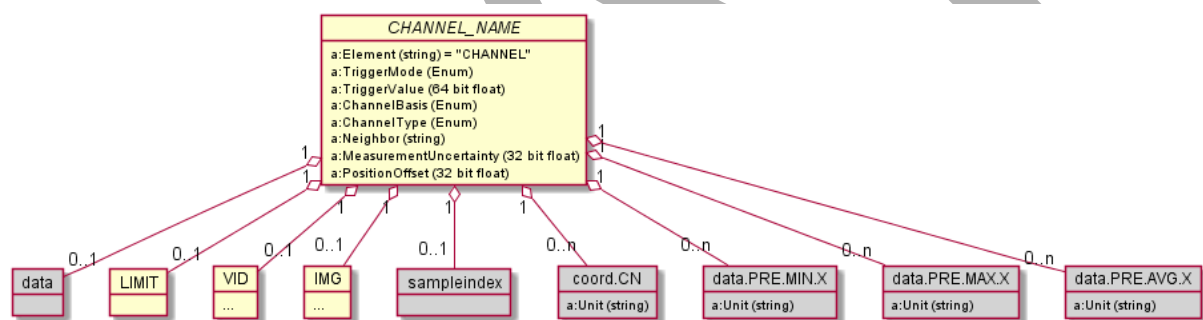 CHANNEL_NAME
a:Element (string) = "CHANNEL"
a:TriggerMode (Enum)
a:TriggerValue (64 bit float)
a:ChannelBasis (Enum)
a:ChannelType (Enum)
a:Neighbor (string)
a:MeasurementUncertainty (32 bit float)
a:PositionOffset (32 bit float)
1
1
1
1
1
1
1
1
1
0..1
0..1
0..1
0..1
0..1
0..n
0..n
0..n
0..n
data
LIMIT
VID
...
IMG
...
sampleindex
coord.CN
a:Unit (string)
data.PRE.MIN.X
a:Unit (string)
data.PRE.MAX.X
a:Unit (string)
data.PRE.AVG.X
a:Unit (string)